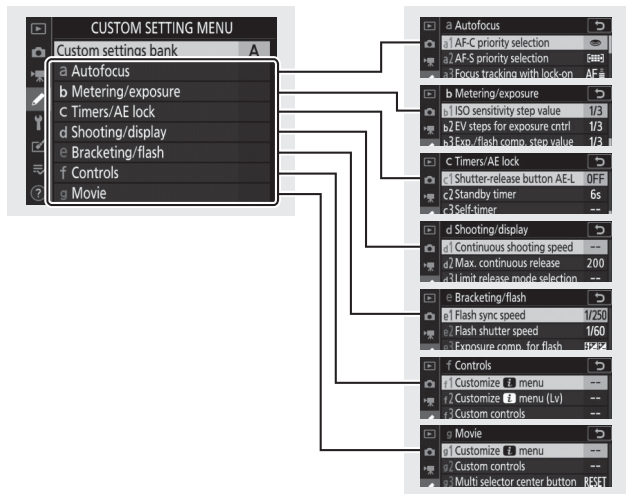 CUSTOM SETTING MENU
Custom settings bank A
a Autofocus
b Metering/exposure
c Timers/AE lock
d Shooting/display
e Bracketing/flash
f Controls
g Movie
a Autofocus
a1 AF-C priority selection
a2 AF-S priority selection
a3 Focus tracking with lock-on AF
b Metering/exposure
b1 ISO sensitivity step value 1/3
b2 EV steps for exposure cntrl 1/3
b3 Exp./flash comp. step value 1/3
c Timers/AE lock
c1 Shutter-release button AE-L OFF
c2 Standby timer 6s
c3 Self-timer --
d Shooting/display
d1 Continuous shooting speed --
d2 Max. continuous release 200
d3 Limit release mode selection --
e Bracketing/flash
e1 Flash sync speed 1/250
e2 Flash shutter speed 1/60
e3 Exposure comp. for flash
f Controls
f1 Customize i menu --
f2 Customize i menu (Lv) --
f3 Custom controls --
g Movie
g1 Customize i menu --
g2 Custom controls --
g3 Multi selector center button RESET